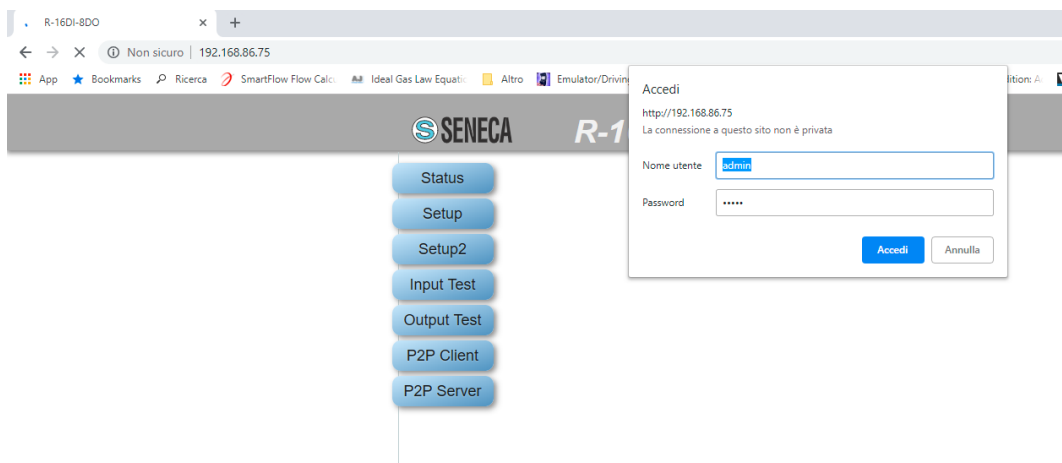 R-16DI-8DO
Non sicuro | 192.168.86.75
App Bookmarks Ricerca SmartFlow Flow Calc Ideal Gas Law Equatio Altro Emulator/Driving dition: A
SENECA R-1
Accedi
http://192.168.86.75
La connessione a questo sito non è privata
Nome utente admin
Password •••••
Accedi Annulla
Status
Setup
Setup2
Input Test
Output Test
P2P Client
P2P Server